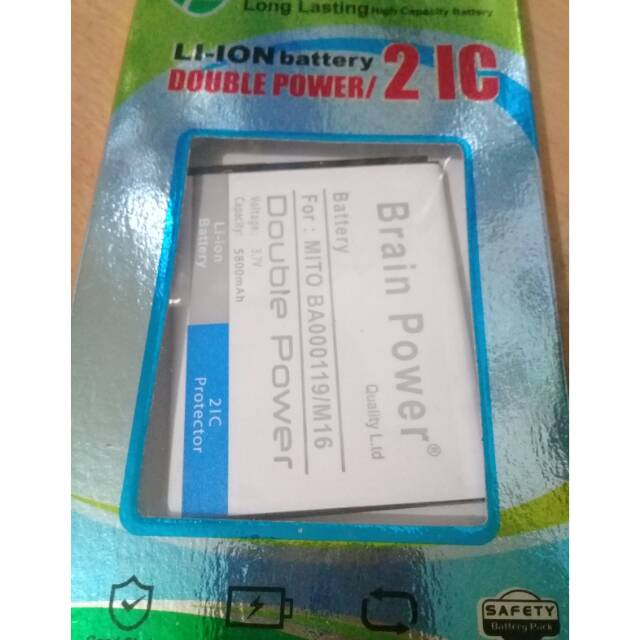 Long Lasting High Capacity Battery
LI-ION battery
DOUBLE POWER/ 2 IC
Brain Power®
Quality L.td
Battery
For : MITO BA000119/M16
Double Power
Voltage: 3.7V
Capacity: 5800mAh
Li-ion
Battery
2IC
Protector
SAFETY
Battery Pack